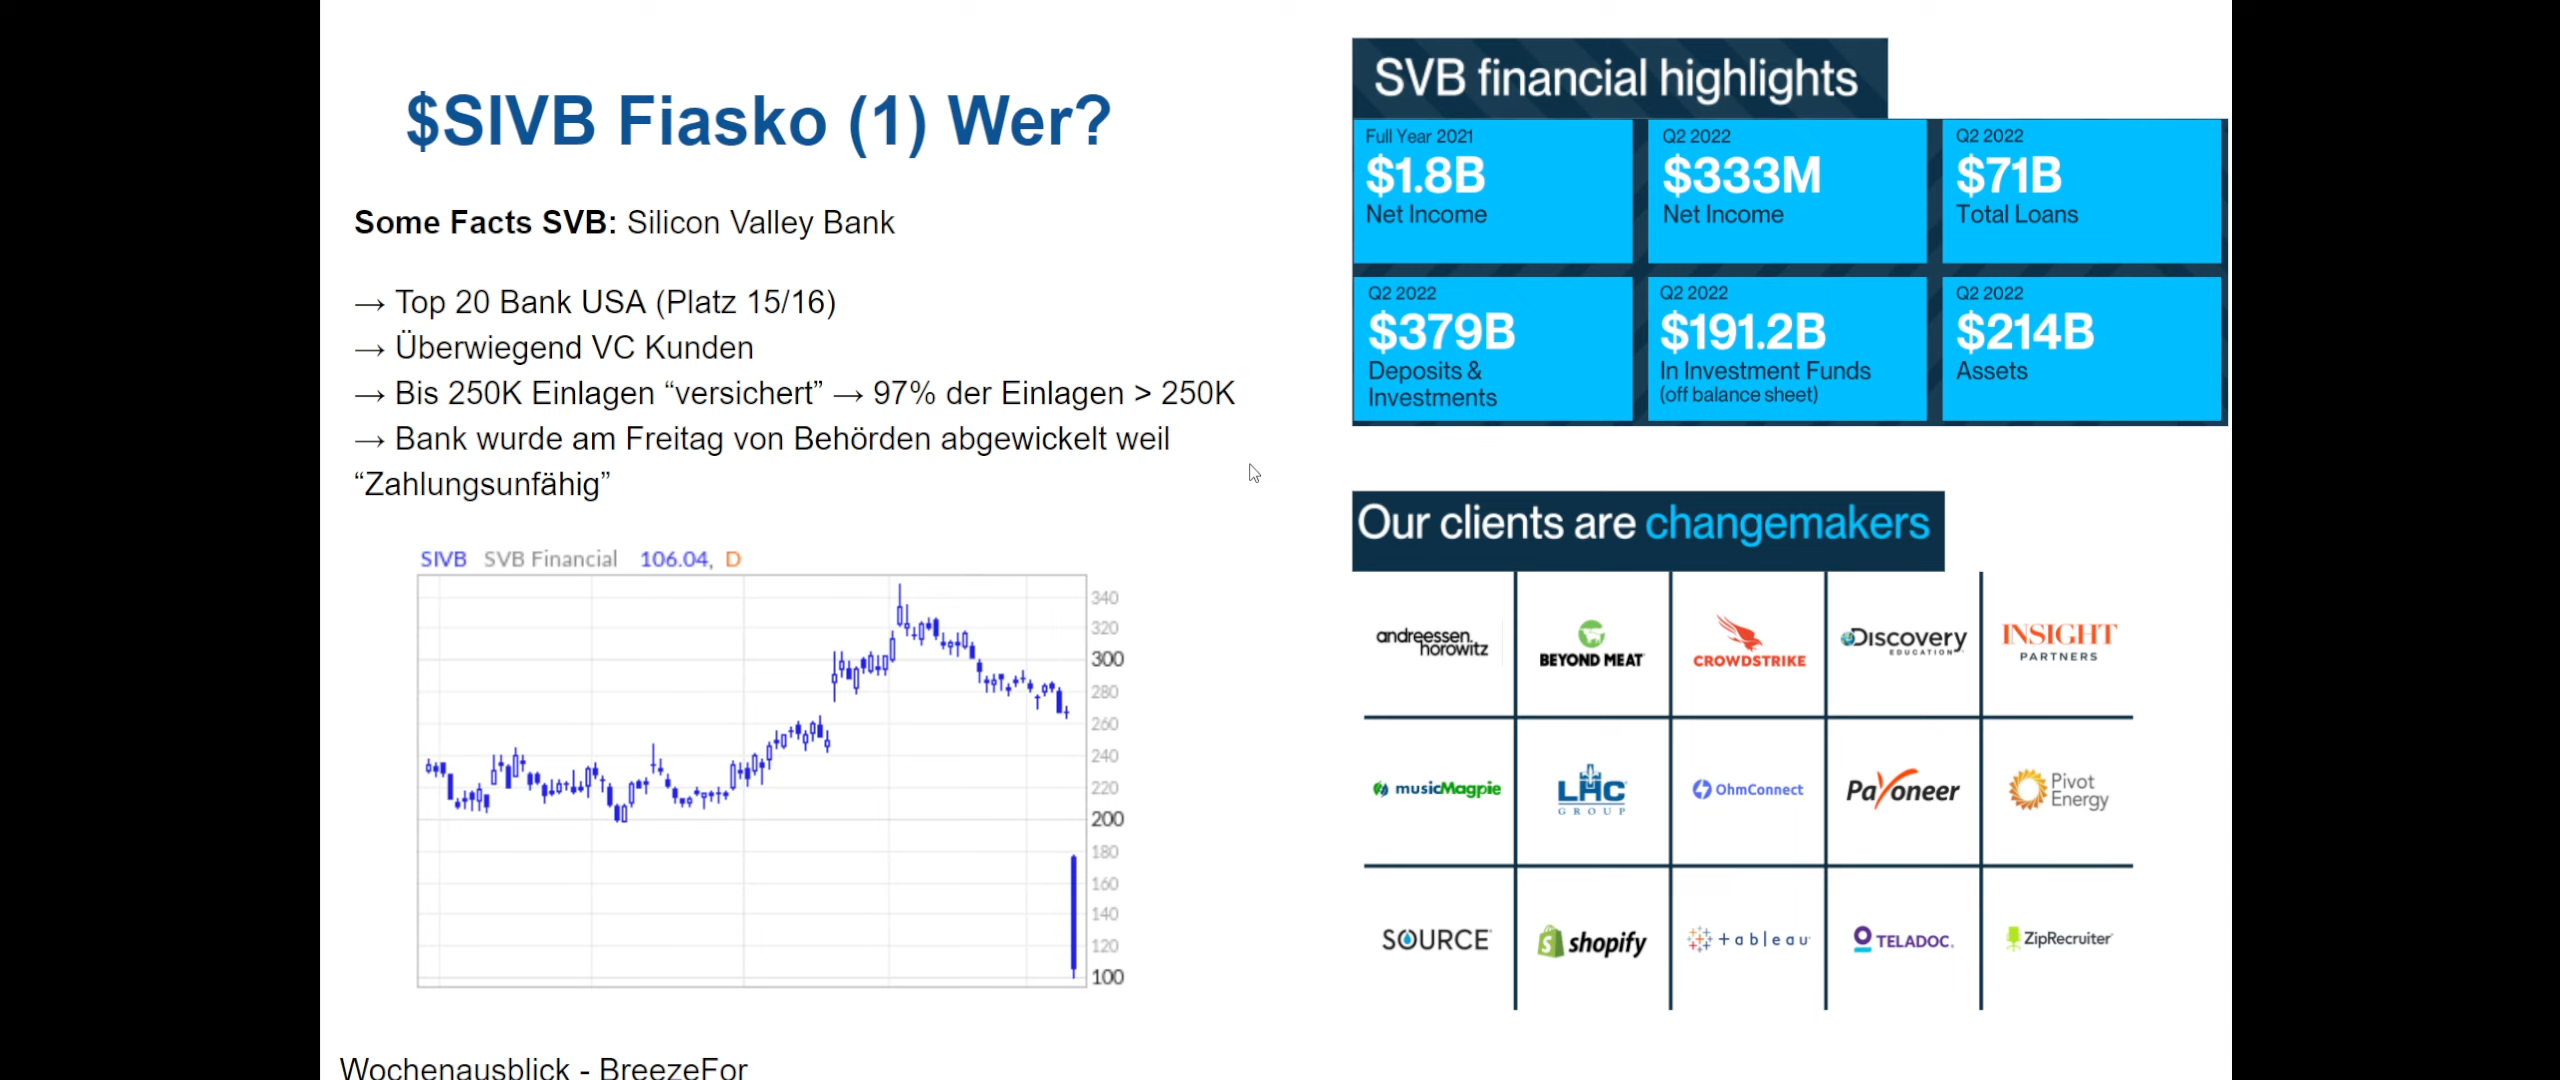 $SIVB Fiasko (1) Wer?
Some Facts SVB: Silicon Valley Bank
→ Top 20 Bank USA (Platz 15/16)
→ Überwiegend VC Kunden
→ Bis 250K Einlagen “versichert” → 97% der Einlagen > 250K
→ Bank wurde am Freitag von Behörden abgewickelt weil
“Zahlungsunfähig”
SIVB SVB Financial 106.04, D
340
320
300
280
260
240
220
200
180
160
140
120
100
Wochenausblick - BreezeFor
SVB financial highlights
Full Year 2021
$1.8B
Net Income
Q2 2022
$333M
Net Income
Q2 2022
$71B
Total Loans
Q2 2022
$379B
Deposits &
Investments
Q2 2022
$191.2B
In Investment Funds
(off balance sheet)
Q2 2022
$214B
Assets
Our clients are changemakers
andreessen.
horowitz
BEYOND MEAT
CROWDSTRIKE
Discovery
EDUCATION
INSIGHT
PARTNERS
musicMagpie
LHC
GROUP
OhmConnect
Payoneer
Pivot
Energy
SOURCE
shopify
+ableau
TELADOC.
ZipRecruiter